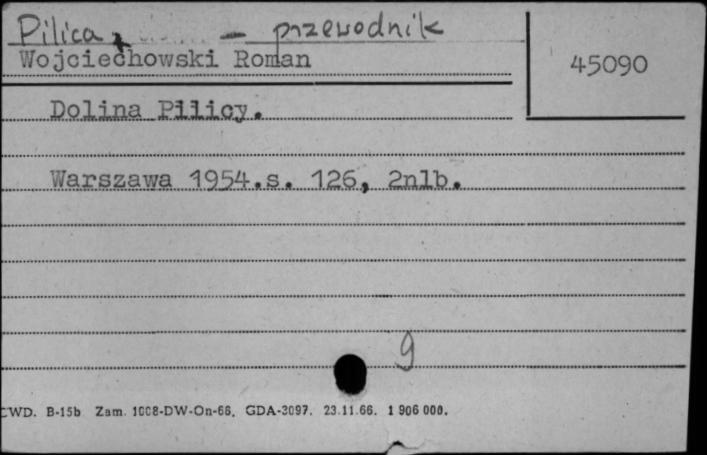 Pilica, - przewodnik
Wojciechowski Roman
45090
Dolina Pilicy.
Warszawa 1954.s. 126, 2nlb.
9
CWD. B-15b Zam. 1008-DW-On-66. GDA-3097. 23.11.66. 1 906 000.